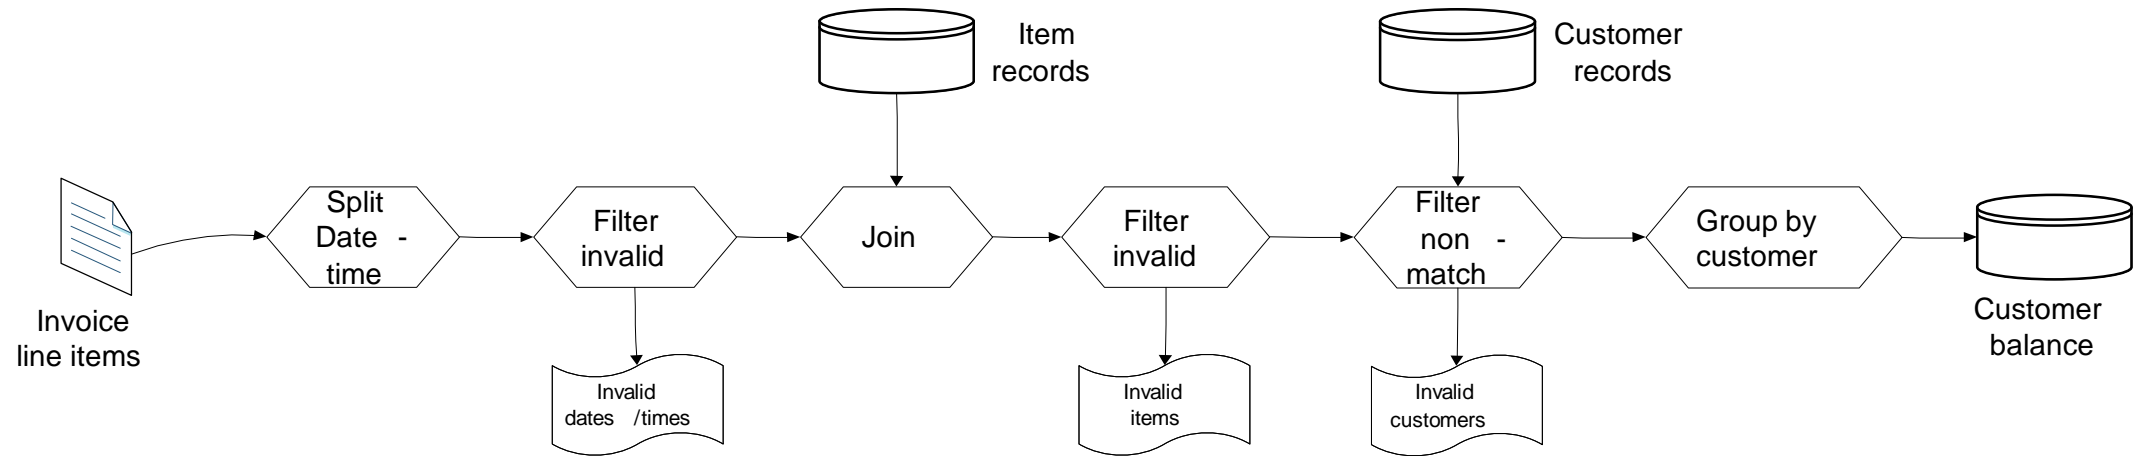 Item
records
Customer
records
Split
Date -
time
Filter
invalid
Join
Filter
invalid
Filter
non -
match
Group by
customer
Invoice
line items
Customer
balance
Invalid
dates /times
Invalid
items
Invalid
customers